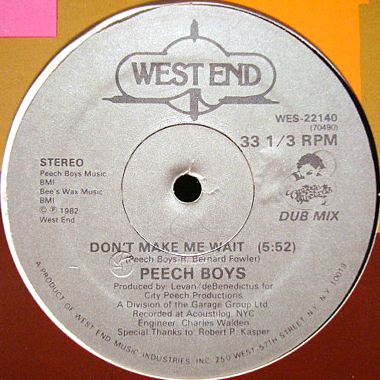 WEST END
WES-22140
(70490)
33 1/3 RPM
STEREO
Peech Boys Music
BMI
Bee's Wax Music
BMI
© ℗ 1982
West End
DUB MIX
DON'T MAKE ME WAIT (5:52)
(Peech Boys-R. Bernard Fowler)
PEECH BOYS
Produced by: Levan/deBenedictus for
City Peech Productions
A Division of the Garage Group Ltd
Recorded at Acoustilog, NYC
Engineer: Charles Walden
Special Thanks to: Robert P. Kasper
A PRODUCT OF WEST END MUSIC INDUSTRIES, INC. 250 WEST 57TH STREET, N.Y. N.Y. 10019